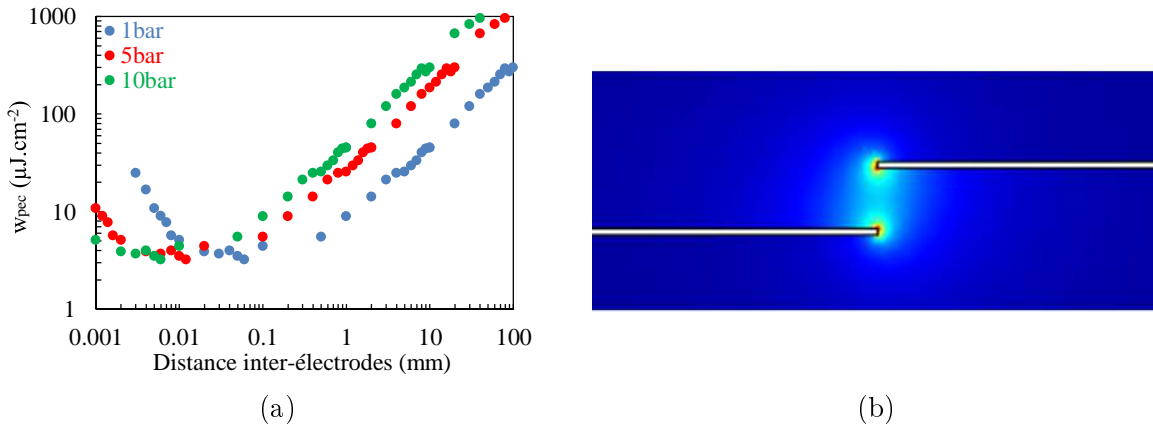 1000
100
10
1
w_pec (μJ.cm⁻²)
1bar
5bar
10bar
0.001 0.01 0.1 1 10 100
Distance inter-électrodes (mm)
(a) (b)